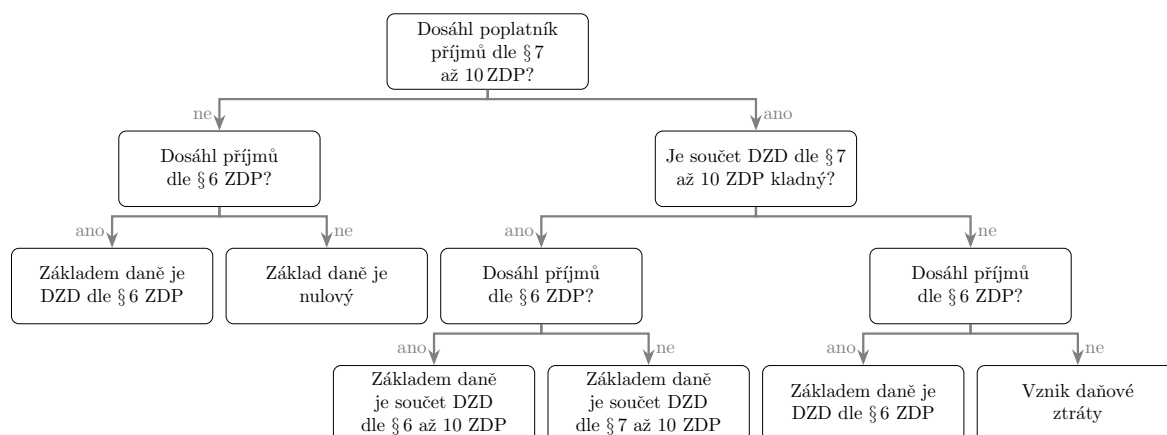 Dosáhl poplatník
příjmů dle § 7
až 10 ZDP?
ne
ano
Dosáhl příjmů
dle § 6 ZDP?
Je součet DZD dle § 7
až 10 ZDP kladný?
ano
ne
ano
ne
Základem daně je
DZD dle § 6 ZDP
Základ daně je
nulový
Dosáhl příjmů
dle § 6 ZDP?
Dosáhl příjmů
dle § 6 ZDP?
ano
ne
ano
ne
Základem daně
je součet DZD
dle § 6 až 10 ZDP
Základem daně
je součet DZD
dle § 7 až 10 ZDP
Základem daně je
DZD dle § 6 ZDP
Vznik daňové
ztráty